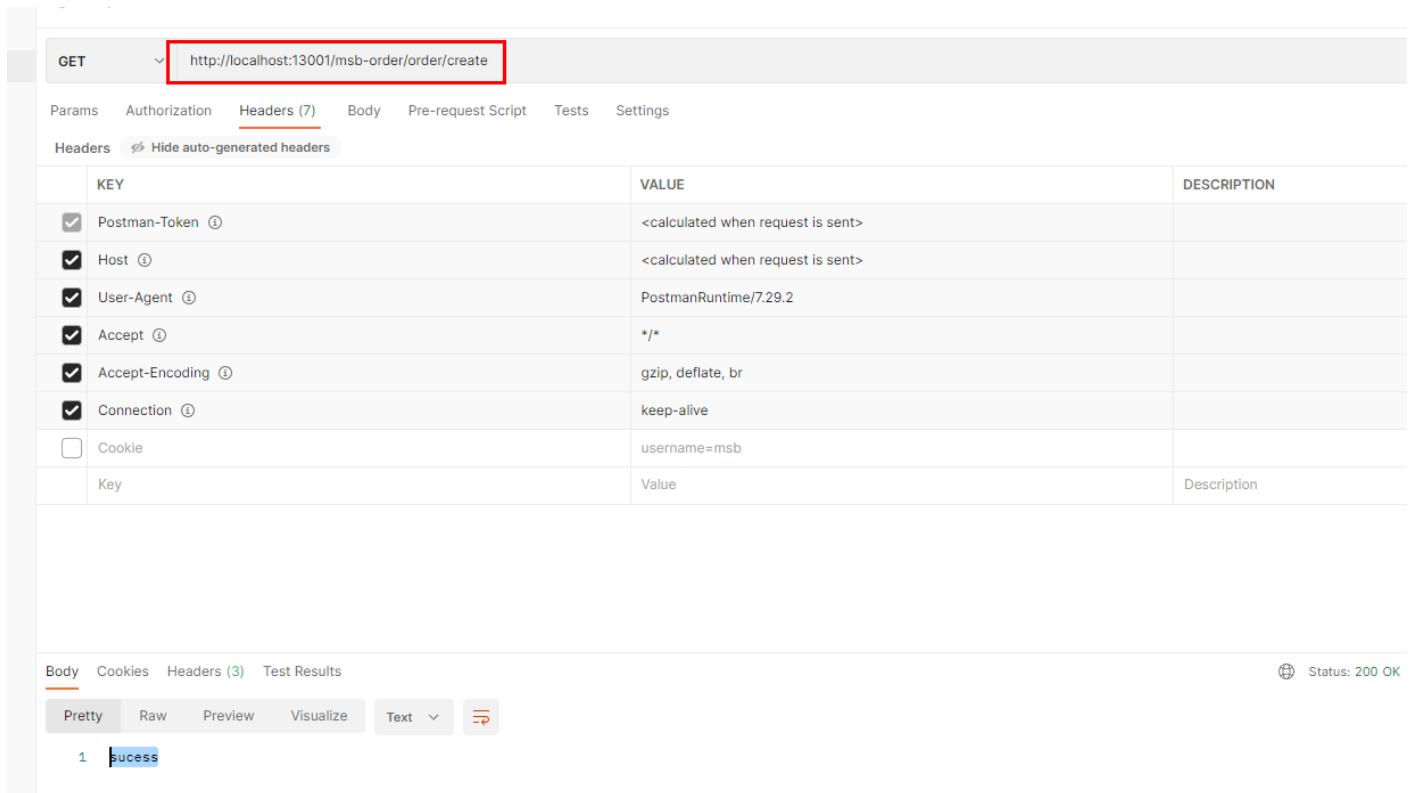 GET http://localhost:13001/msb-order/order/create
Params Authorization Headers (7) Body Pre-request Script Tests Settings
Headers Hide auto-generated headers
KEY VALUE DESCRIPTION
Postman-Token <calculated when request is sent>
Host <calculated when request is sent>
User-Agent PostmanRuntime/7.29.2
Accept */*
Accept-Encoding gzip, deflate, br
Connection keep-alive
Cookie username=msb
Key Value Description
Body Cookies Headers (3) Test Results Status: 200 OK
Pretty Raw Preview Visualize Text
1 sucess